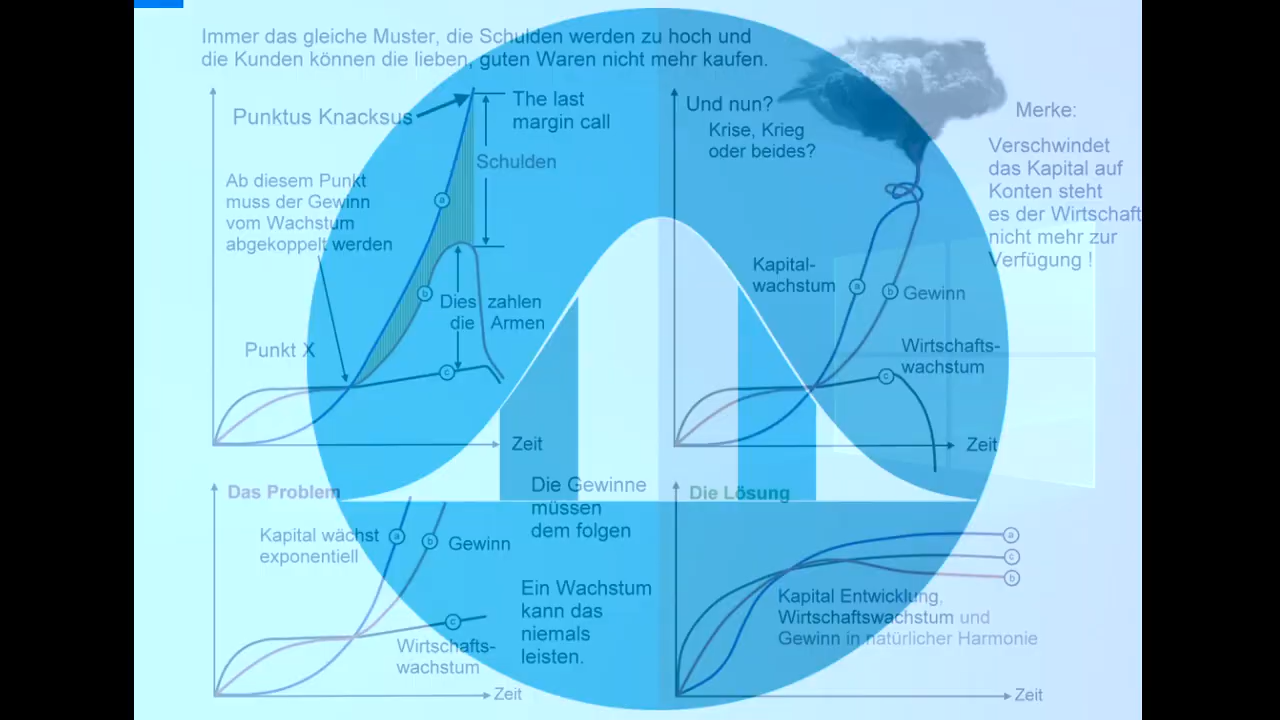 Immer das gleiche Muster, die Schulden werden zu hoch und
die Kunden können die lieben, guten Waren nicht mehr kaufen.
Punktus Knacksus
The last
margin call
Schulden
Ab diesem Punkt
muss der Gewinn
vom Wachstum
abgekoppelt werden
a
b
Dies zahlen
die Armen
Punkt X
c
Zeit
Und nun?
Krise, Krieg
oder beides?
Merke:
Verschwindet
das Kapital auf
Konten steht
es der Wirtschaft
nicht mehr zur
Verfügung !
Kapital-
wachstum
a
b
Gewinn
Wirtschafts-
wachstum
c
Zeit
Das Problem
Kapital wächst
exponentiell
a
b
Gewinn
Die Gewinne
müssen
dem folgen
Ein Wachstum
kann das
niemals
leisten.
c
Wirtschafts-
wachstum
Zeit
Die Lösung
a
c
b
Kapital Entwicklung,
Wirtschaftswachstum und
Gewinn in natürlicher Harmonie
Zeit